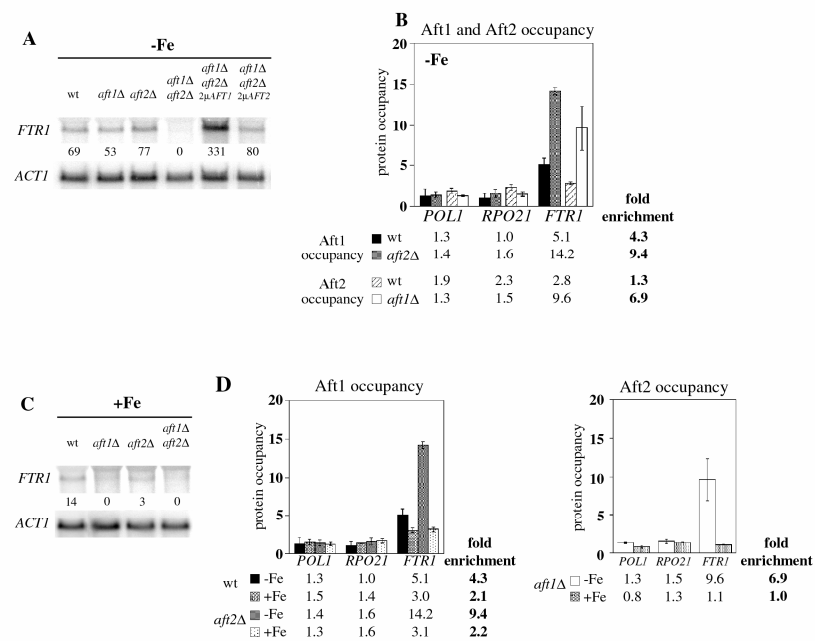 A
-Fe
wt aft1Δ aft2Δ aft1Δ aft2Δ aft1Δ aft2Δ 2μAFT1 aft1Δ aft2Δ 2μAFT2
FTR1
69 53 77 0 331 80
ACT1
B
Aft1 and Aft2 occupancy
-Fe
protein occupancy
20
15
10
5
0
POL1 RPO21 FTR1 fold enrichment
Aft1 occupancy
wt 1.3 1.0 5.1 4.3
aft2Δ 1.4 1.6 14.2 9.4
Aft2 occupancy
wt 1.9 2.3 2.8 1.3
aft1Δ 1.3 1.5 9.6 6.9
C
+Fe
wt aft1Δ aft2Δ aft1Δ aft2Δ
FTR1
14 0 3 0
ACT1
D
Aft1 occupancy
protein occupancy
20
15
10
5
0
POL1 RPO21 FTR1 fold enrichment
wt
-Fe 1.3 1.0 5.1 4.3
+Fe 1.5 1.4 3.0 2.1
aft2Δ
-Fe 1.4 1.6 14.2 9.4
+Fe 1.3 1.6 3.1 2.2
Aft2 occupancy
protein occupancy
20
15
10
5
0
POL1 RPO21 FTR1 fold enrichment
aft1Δ
-Fe 1.3 1.5 9.6 6.9
+Fe 0.8 1.3 1.1 1.0